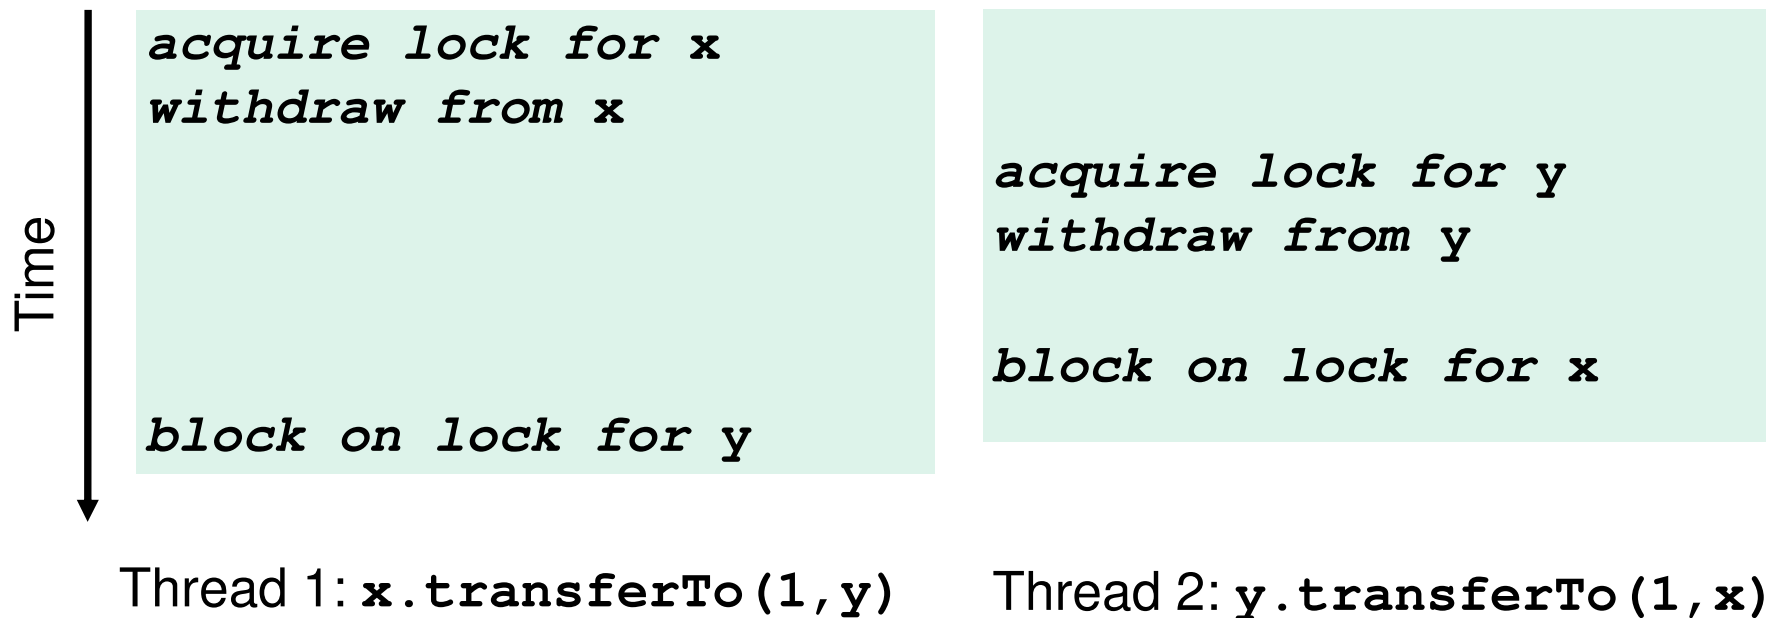 Time
acquire lock for x
withdraw from x
block on lock for y
acquire lock for y
withdraw from y
block on lock for x
Thread 1: x.transferTo(1,y)
Thread 2: y.transferTo(1,x)